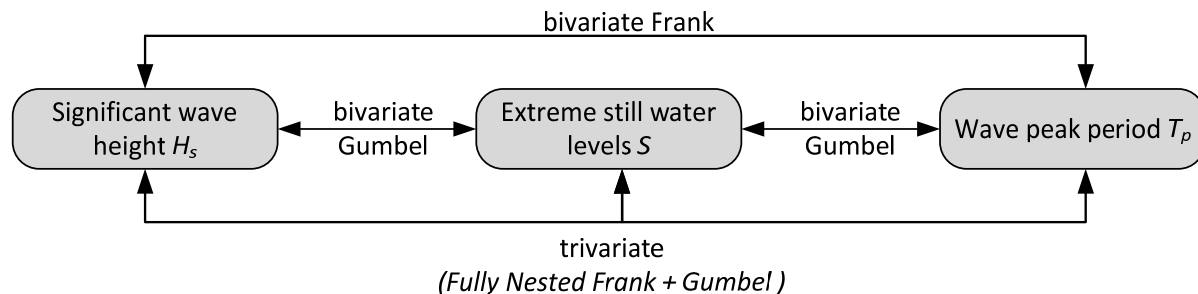 bivariate Frank
Significant wave
height Hs
bivariate
Gumbel
Extreme still water
levels S
bivariate
Gumbel
Wave peak period Tp
trivariate
(Fully Nested Frank + Gumbel )